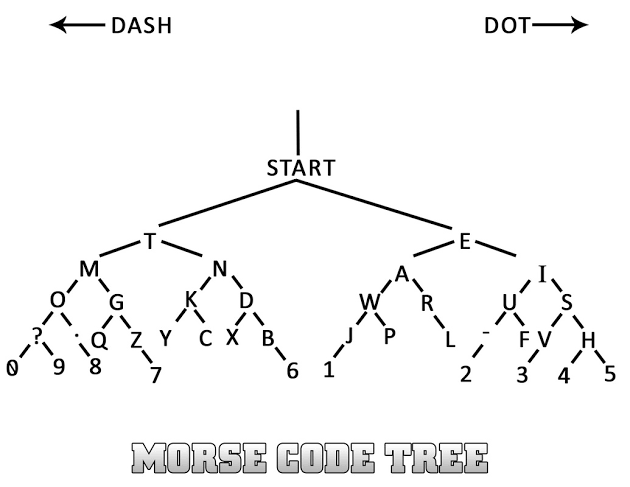 DASH DOT
START
T E
M N A I
O G K D W R U S
? . Q Z Y C X B J P L - F V H
0 9 8 7 6 1 2 3 4 5
MORSE CODE TREE